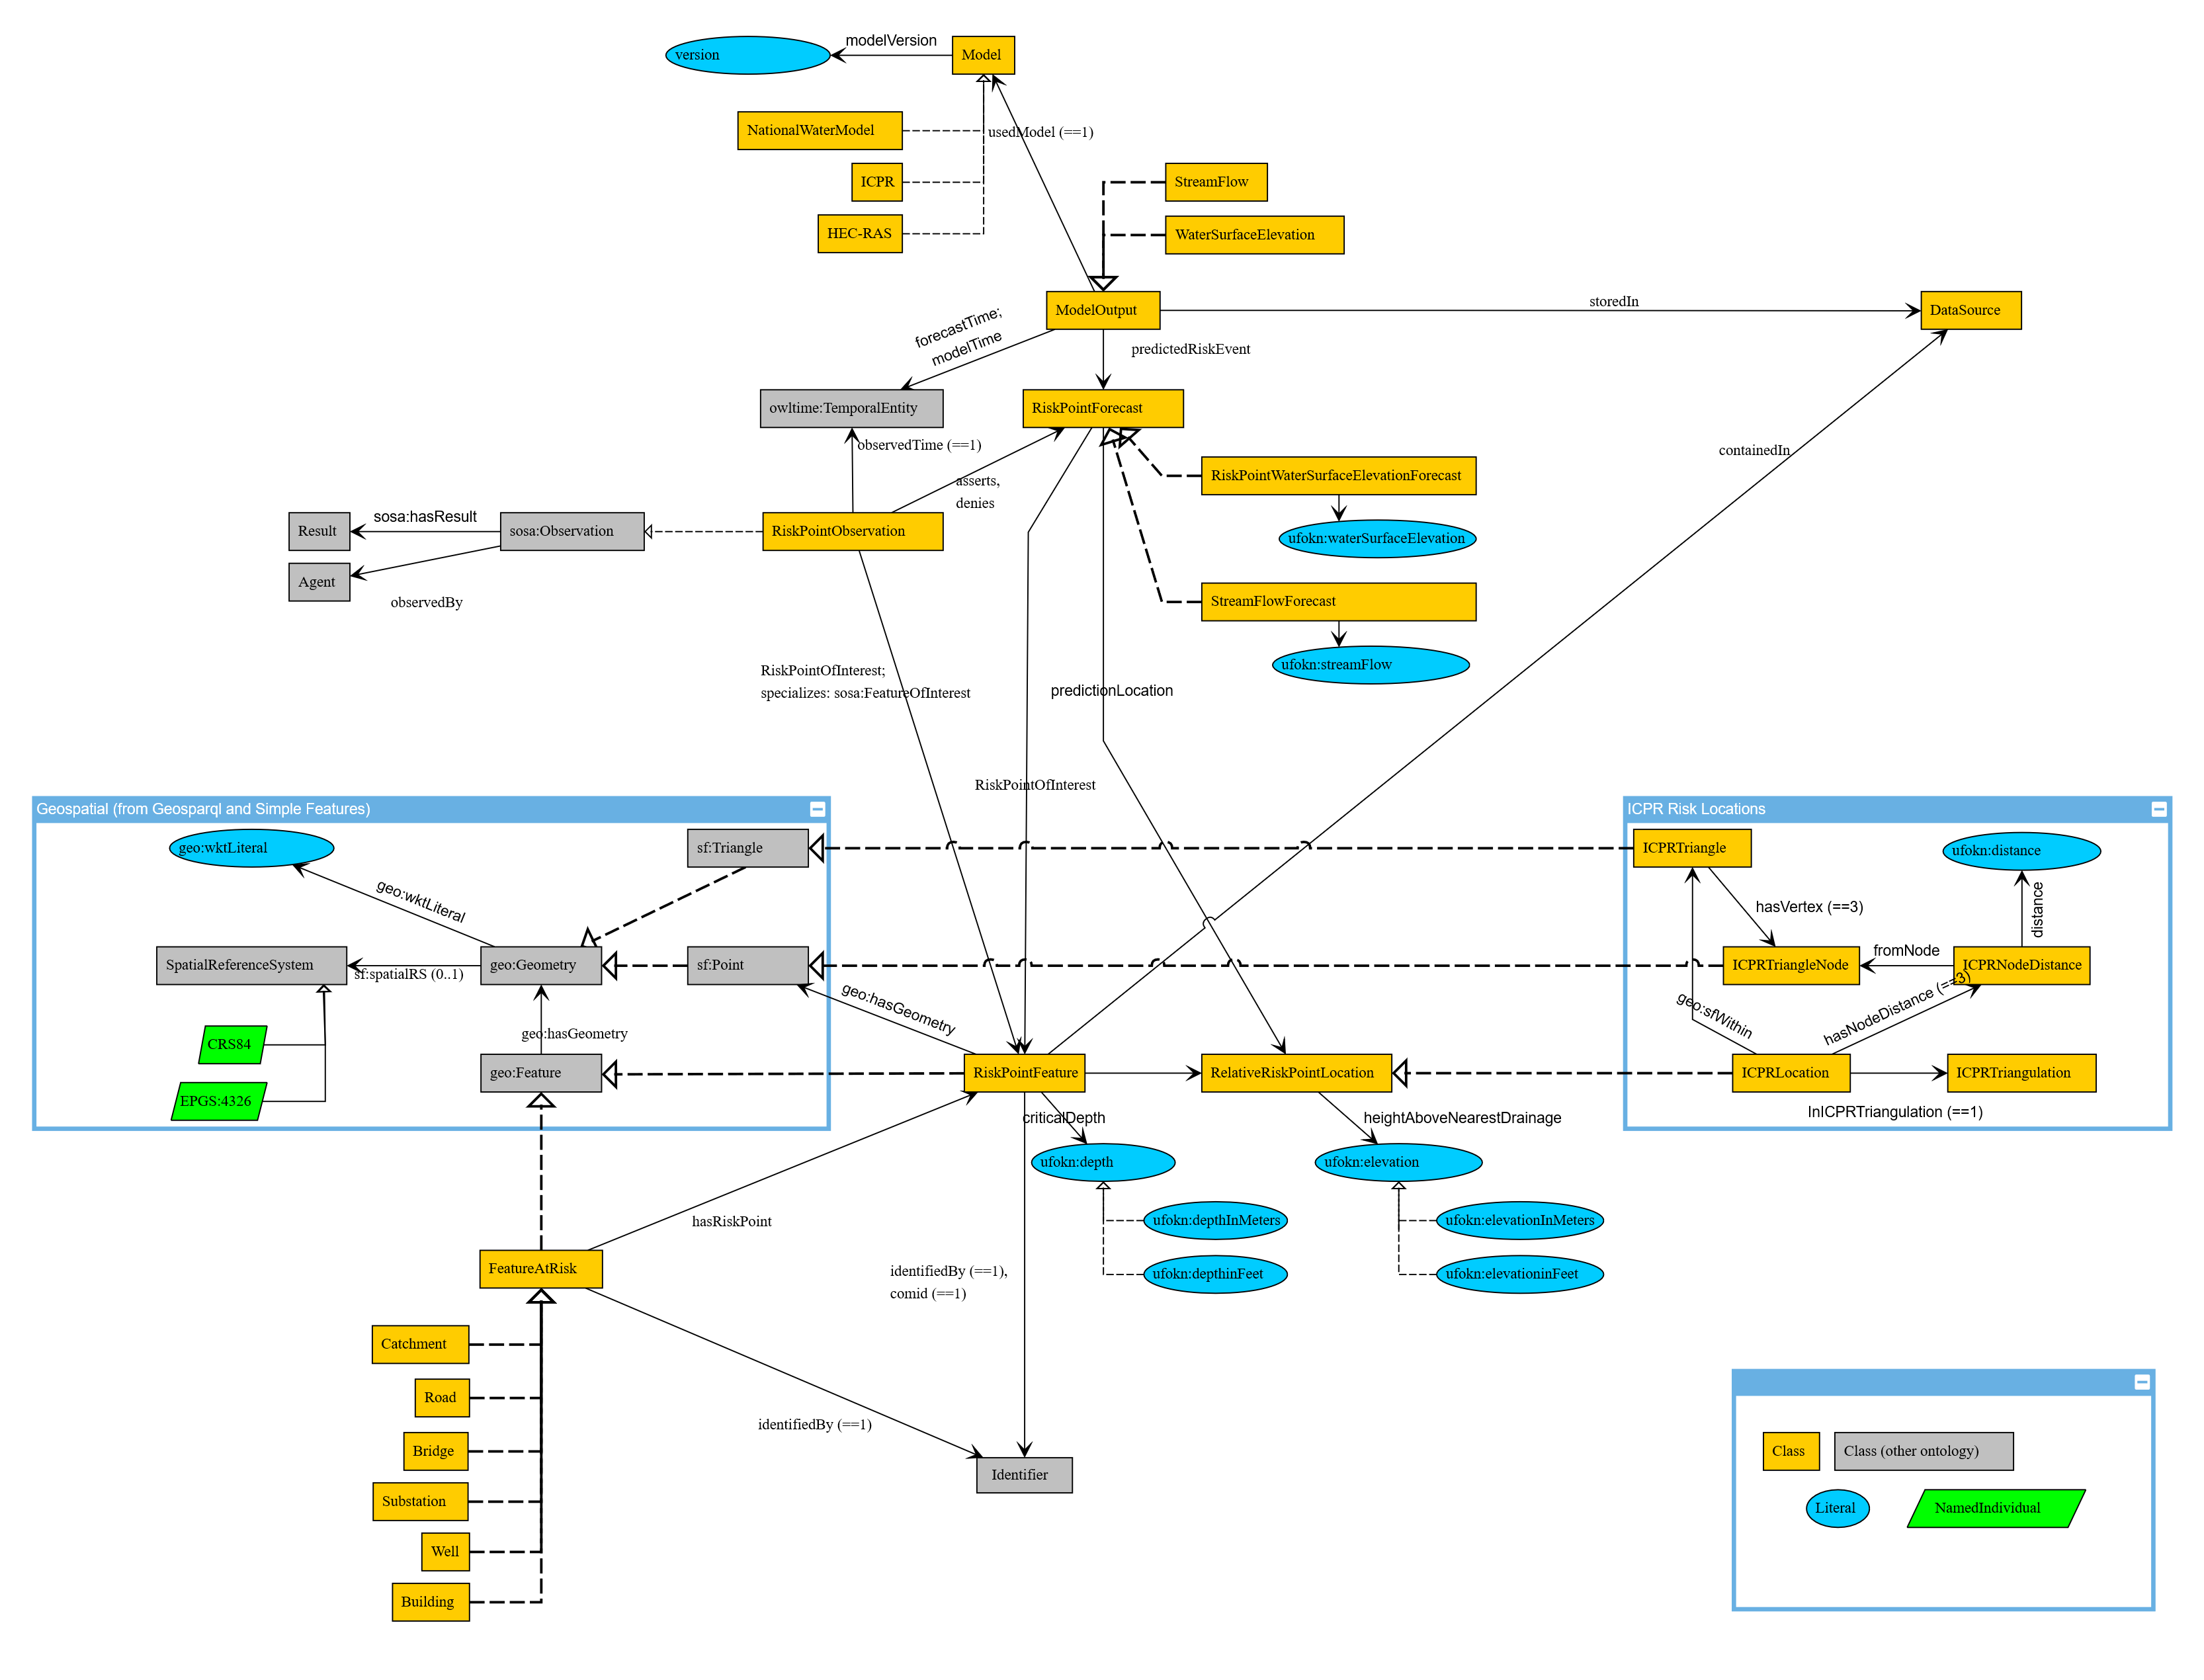 version
modelVersion
Model
NationalWaterModel
usedModel (==1)
ICPR
HEC-RAS
StreamFlow
WaterSurfaceElevation
ModelOutput
storedIn
DataSource
forecastTime;
modelTime
predictedRiskEvent
owltime:TemporalEntity
RiskPointForecast
observedTime (==1)
containedIn
asserts,
denies
RiskPointWaterSurfaceElevationForecast
ufokn:waterSurfaceElevation
Result
sosa:hasResult
sosa:Observation
RiskPointObservation
Agent
observedBy
StreamFlowForecast
ufokn:streamFlow
RiskPointOfInterest;
specializes: sosa:FeatureOfInterest
predictionLocation
RiskPointOfInterest
Geospatial (from Geosparql and Simple Features)
geo:wktLiteral
sf:Triangle
geo:wktLiteral
SpatialReferenceSystem
sf:spatialRS (0..1)
geo:Geometry
sf:Point
geo:hasGeometry
CRS84
geo:hasGeometry
EPGS:4326
geo:Feature
ICPR Risk Locations
ICPRTriangle
ufokn:distance
hasVertex (==3)
distance
ICPRTriangleNode
fromNode
ICPRNodeDistance
geo:sfWithin
hasNodeDistance (==3)
ICPRLocation
ICPRTriangulation
InICPRTriangulation (==1)
RiskPointFeature
RelativeRiskPointLocation
criticalDepth
heightAboveNearestDrainage
ufokn:depth
ufokn:elevation
ufokn:depthInMeters
ufokn:elevationInMeters
ufokn:depthinFeet
ufokn:elevationinFeet
hasRiskPoint
FeatureAtRisk
identifiedBy (==1),
comid (==1)
Catchment
Road
Bridge
Substation
Well
Building
identifiedBy (==1)
Identifier
Class
Class (other ontology)
Literal
NamedIndividual